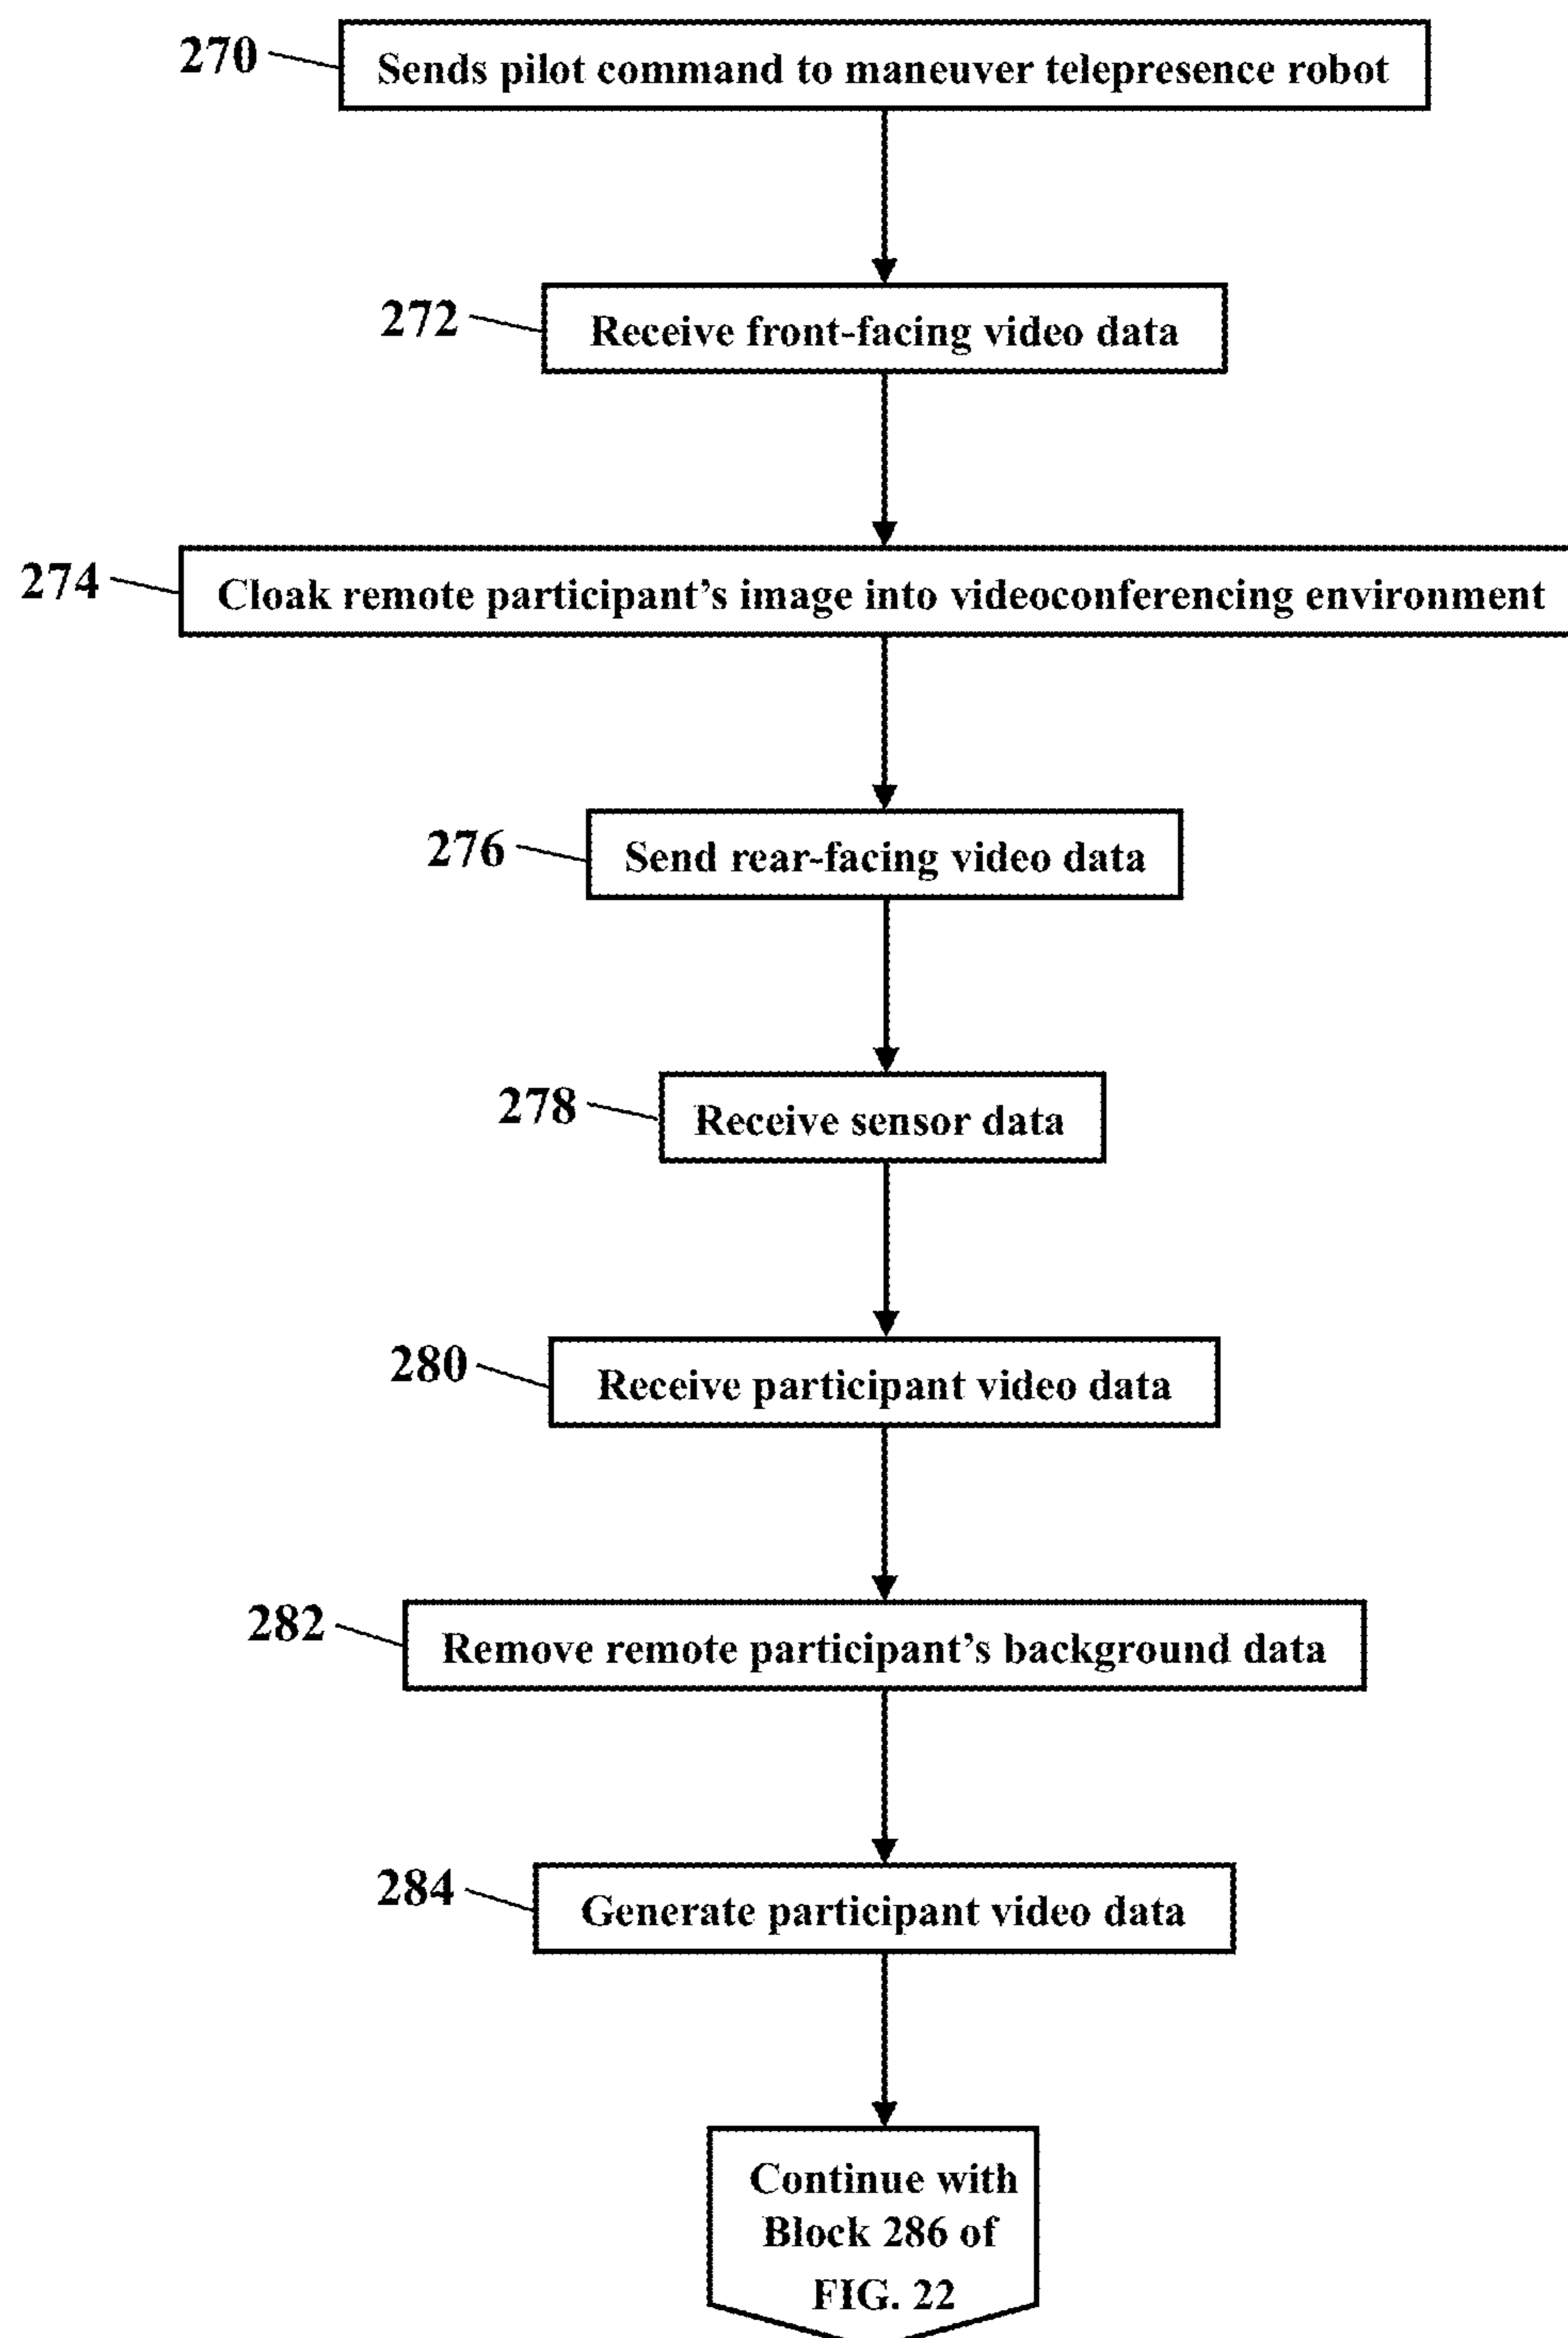 270 Sends pilot command to maneuver telepresence robot
272 Receive front-facing video data
274 Cloak remote participant’s image into videoconferencing environment
276 Send rear-facing video data
278 Receive sensor data
280 Receive participant video data
282 Remove remote participant’s background data
284 Generate participant video data
Continue with
Block 286 of
FIG. 22